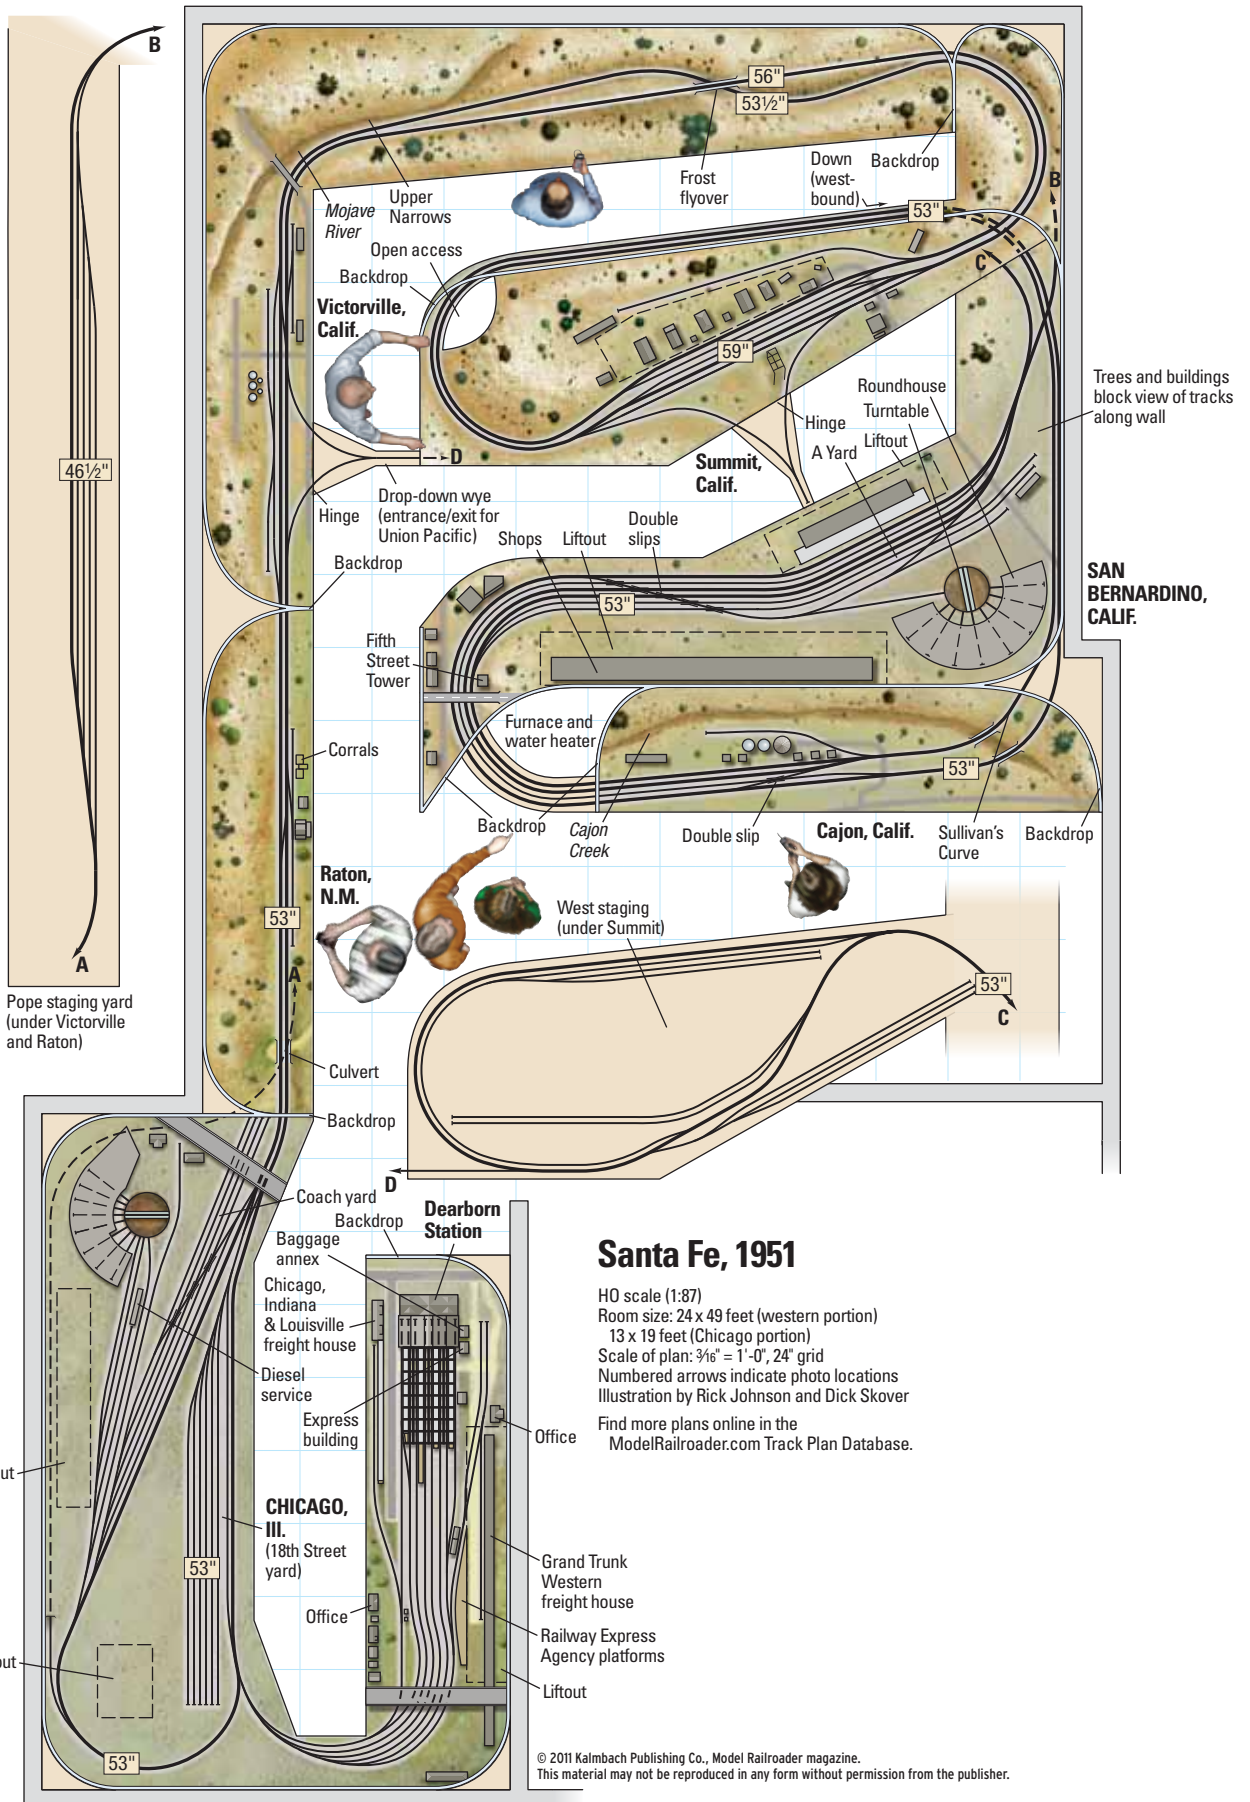 B
56"
53½"
Down
(west-
bound)
Backdrop
Frost
flyover
B
53"
C
Mojave
River
Upper
Narrows
Open access
Backdrop
Victorville,
Calif.
59"
Roundhouse
Turntable
Trees and buildings
block view of tracks
along wall
Hinge
Liftout
A Yard
46½"
D
Summit,
Calif.
Drop-down wye
(entrance/exit for
Union Pacific)
Hinge
Shops
Liftout
Double
slips
Backdrop
53"
SAN
BERNARDINO,
CALIF.
Fifth
Street
Tower
Furnace and
water heater
Corrals
53"
Backdrop
Cajon
Creek
Double slip
Cajon, Calif.
Sullivan's
Curve
Backdrop
Raton,
N.M.
West staging
(under Summit)
53"
A
A
53"
C
Pope staging yard
(under Victorville
and Raton)
Culvert
Backdrop
D
Coach yard
Backdrop
Dearborn
Station
Baggage
annex
Chicago,
Indiana
& Louisville
freight house
Diesel
service
Express
building
Office
Santa Fe, 1951
HO scale (1:87)
Room size: 24 x 49 feet (western portion)
13 x 19 feet (Chicago portion)
Scale of plan: 3⁄16" = 1'-0", 24" grid
Numbered arrows indicate photo locations
Illustration by Rick Johnson and Dick Skover
Find more plans online in the
ModelRailroader.com Track Plan Database.
ut
CHICAGO,
Ill.
(18th Street
yard)
53"
Office
Grand Trunk
Western
freight house
Railway Express
Agency platforms
out
Liftout
53"
© 2011 Kalmbach Publishing Co., Model Railroader magazine.
This material may not be reproduced in any form without permission from the publisher.